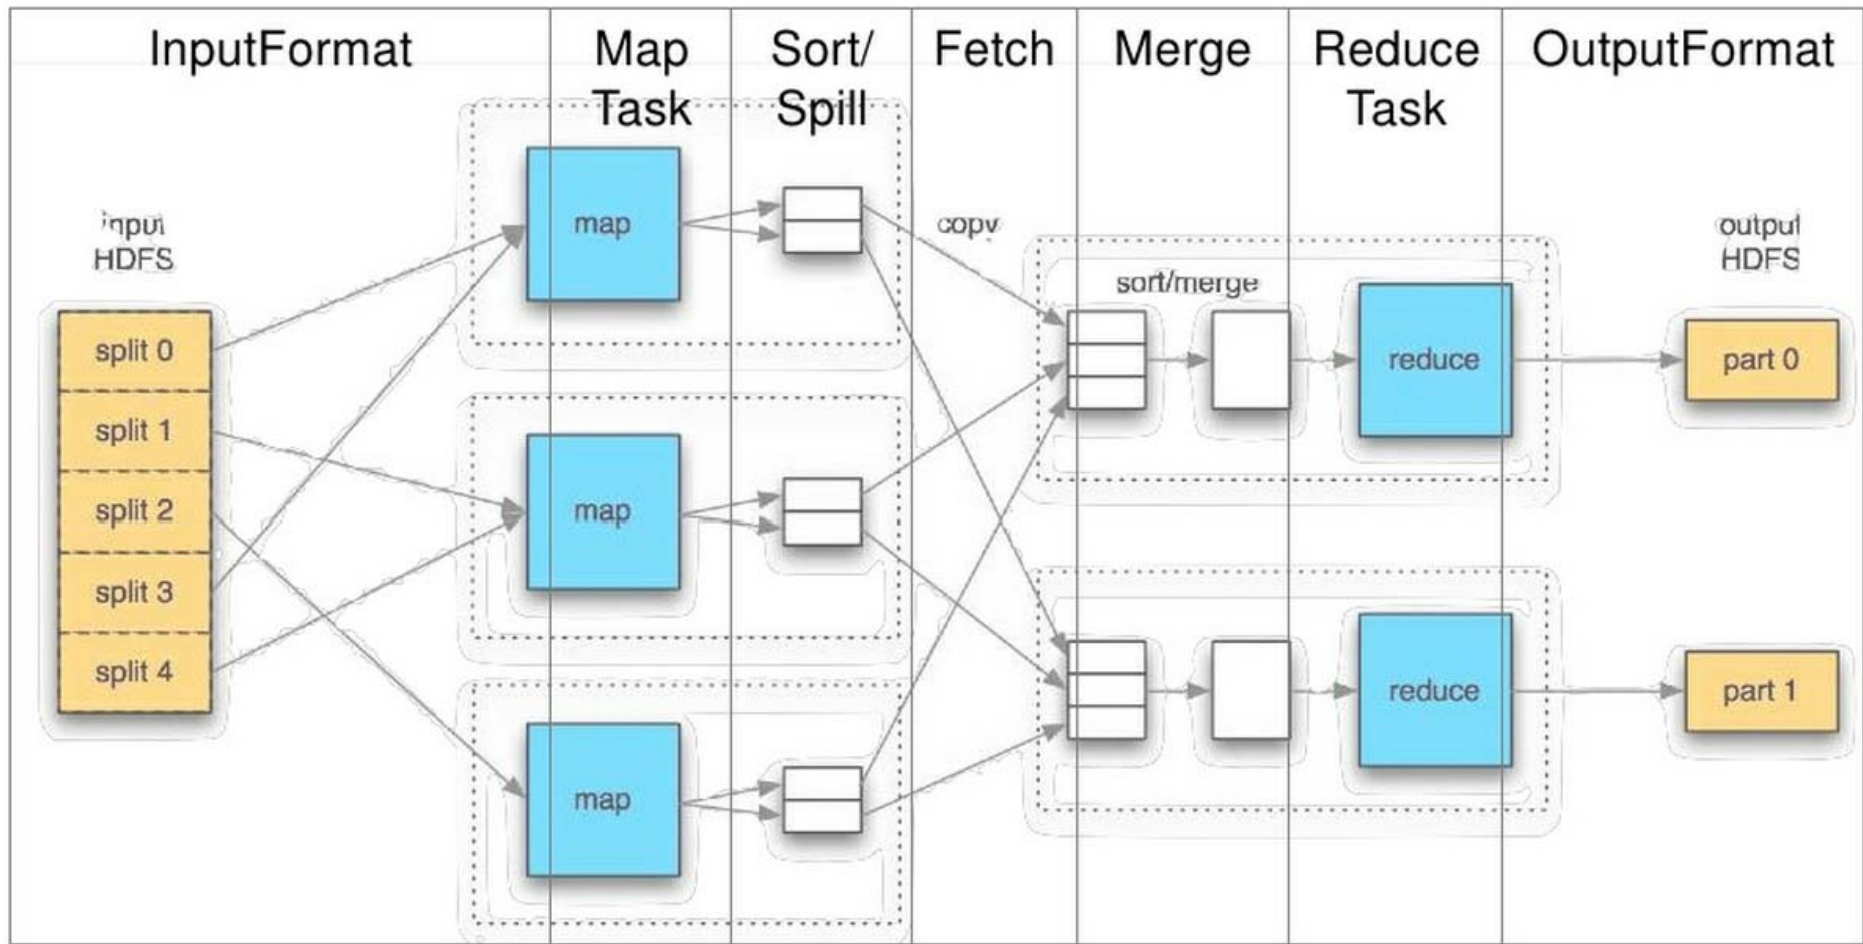 InputFormat
Map
Task
Sort/
Spill
Fetch
Merge
Reduce
Task
OutputFormat
input
HDFS
split 0
split 1
split 2
split 3
split 4
map
map
map
copy
sort/merge
reduce
reduce
output
HDFS
part 0
part 1